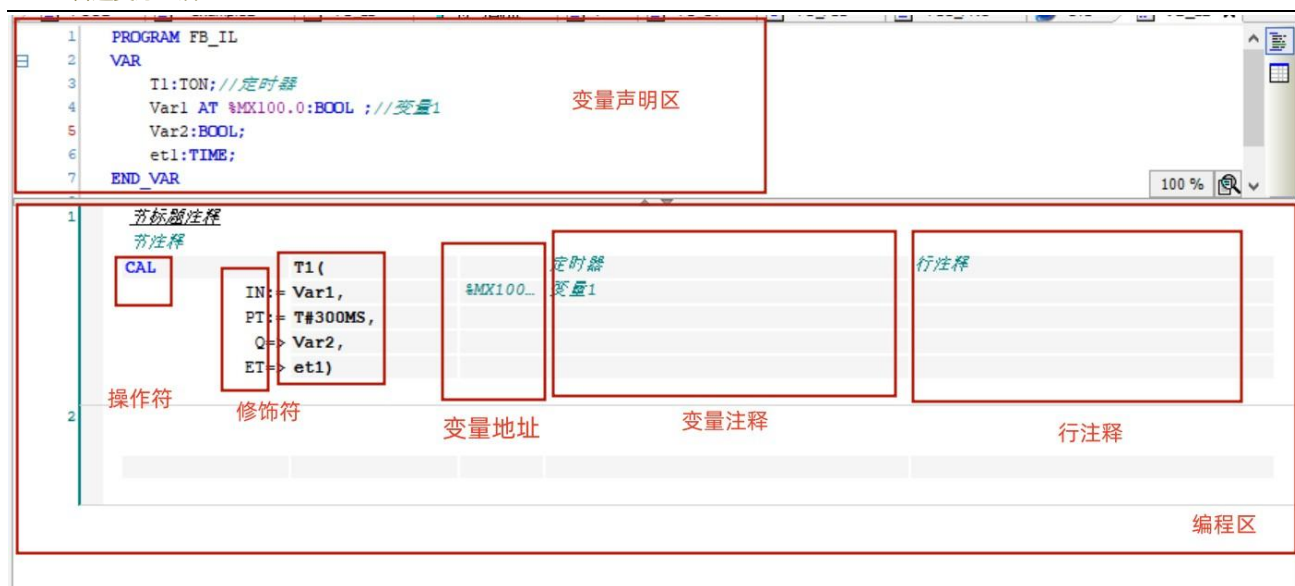 1 PROGRAM FB_IL
2 VAR
3 T1:TON;//定时器
4 Var1 AT %MX100.0:BOOL ;//变量1
5 Var2:BOOL;
6 et1:TIME;
7 END_VAR
变量声明区
100 %
1 节标题注释
节注释
CAL T1( 定时器 行注释
IN:= Var1, %MX100... 变量1
PT:= T#300MS,
Q=> Var2,
ET=> et1)
操作符 修饰符 变量地址 变量注释 行注释
2
编程区